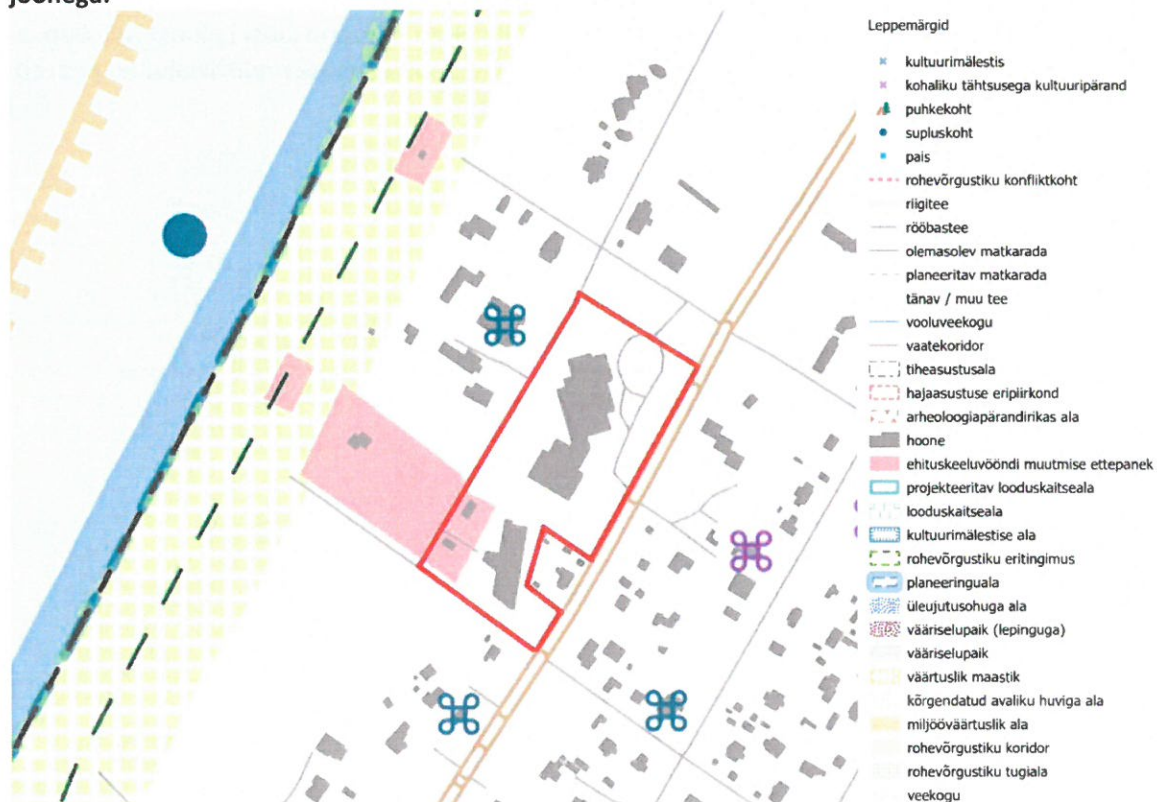 joonega.
Leppemärgid
kultuurimälestis
kohaliku tähtsusega kultuuripärand
puhkekoht
supluskoht
pais
rohevõrgustiku konfliktkoht
riigitee
rööbastee
olemasolev matkarada
planeeritav matkarada
tänav / muu tee
vooluveekogu
vaatekoridor
tiheasustusala
hajaasustuse eripiirkond
arheoloogiapärandirikas ala
hoone
ehituskeeluvööndi muutmise ettepanek
projekteeritav looduskaitseala
looduskaitseala
kultuurimälestise ala
rohevõrgustiku eritingimus
planeeringuala
üleujutusohuga ala
vääriselupaik (lepinguga)
vääriselupaik
väärtuslik maastik
kõrgendatud avaliku huviga ala
miljööväärtuslik ala
rohevõrgustiku koridor
rohevõrgustiku tugiala
veekogu